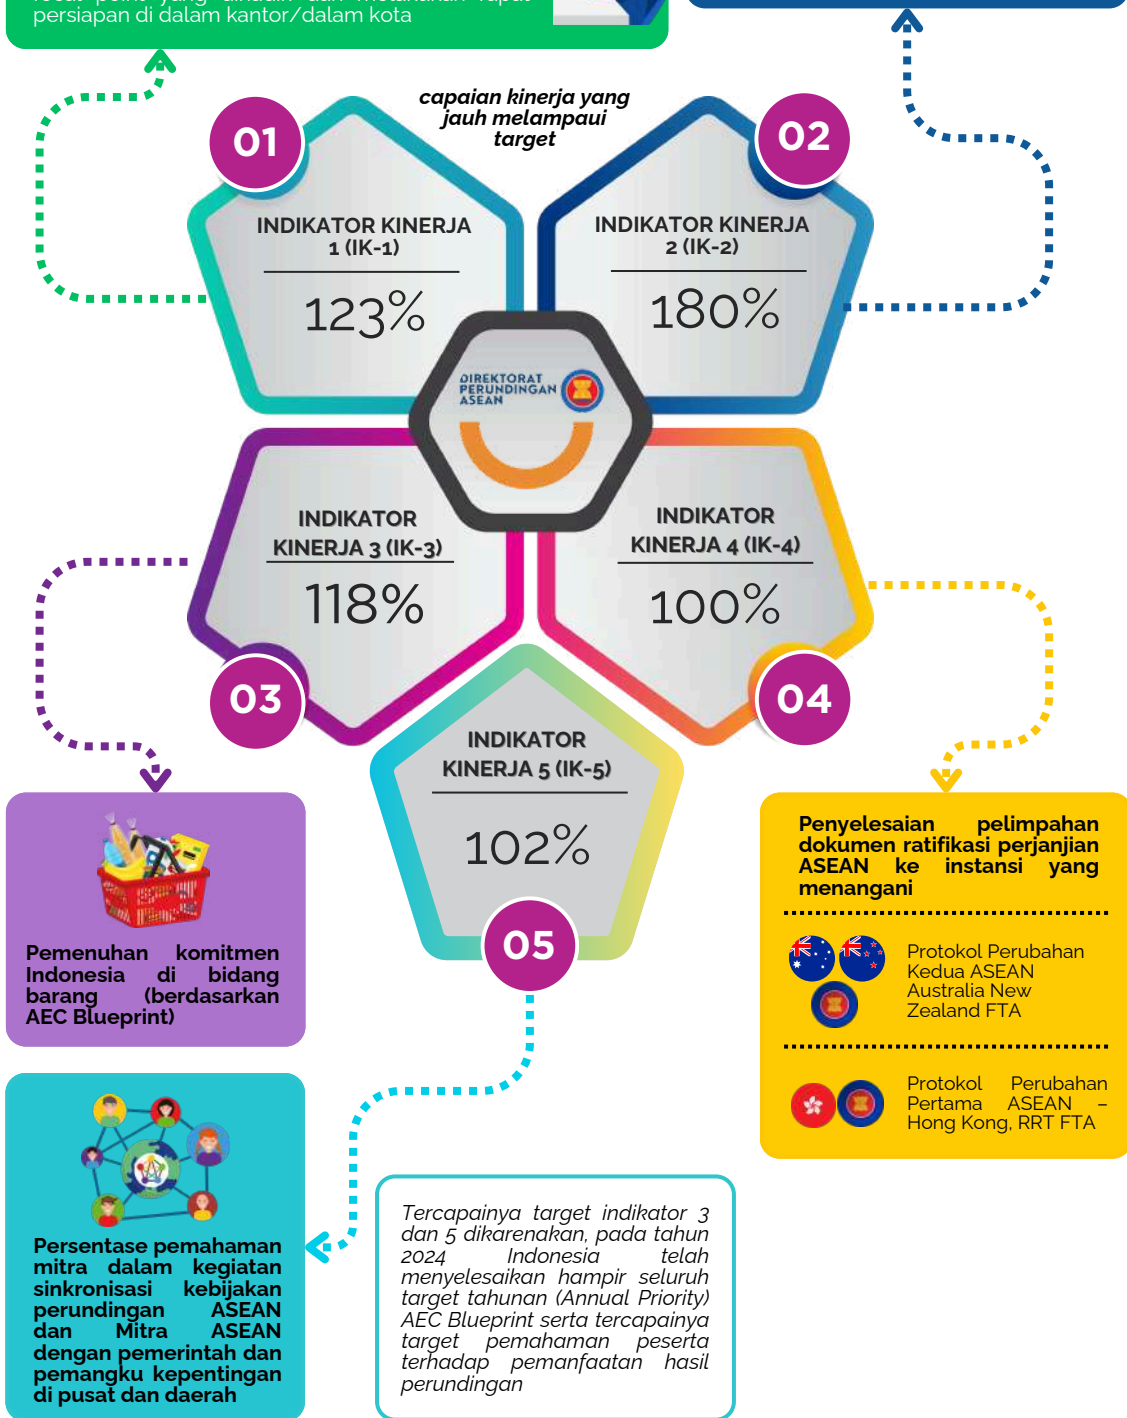 persiapan di dalam kantor/dalam kota
capaian kinerja yang
jauh melampaui
target
01
INDIKATOR KINERJA
1 (IK-1)
123%
02
INDIKATOR KINERJA
2 (IK-2)
180%
DIREKTORAT
PERUNDINGAN
ASEAN
INDIKATOR
KINERJA 3 (IK-3)
118%
03
INDIKATOR
KINERJA 4 (IK-4)
100%
04
INDIKATOR
KINERJA 5 (IK-5)
102%
05
Pemenuhan komitmen
Indonesia di bidang
barang (berdasarkan
AEC Blueprint)
Penyelesaian pelimpahan
dokumen ratifikasi perjanjian
ASEAN ke instansi yang
menangani
Protokol Perubahan
Kedua ASEAN
Australia New
Zealand FTA
Protokol Perubahan
Pertama ASEAN –
Hong Kong, RRT FTA
Persentase pemahaman
mitra dalam kegiatan
sinkronisasi kebijakan
perundingan ASEAN
dan Mitra ASEAN
dengan pemerintah dan
pemangku kepentingan
di pusat dan daerah
Tercapainya target indikator 3
dan 5 dikarenakan, pada tahun
2024 Indonesia telah
menyelesaikan hampir seluruh
target tahunan (Annual Priority)
AEC Blueprint serta tercapainya
target pemahaman peserta
terhadap pemanfaatan hasil
perundingan